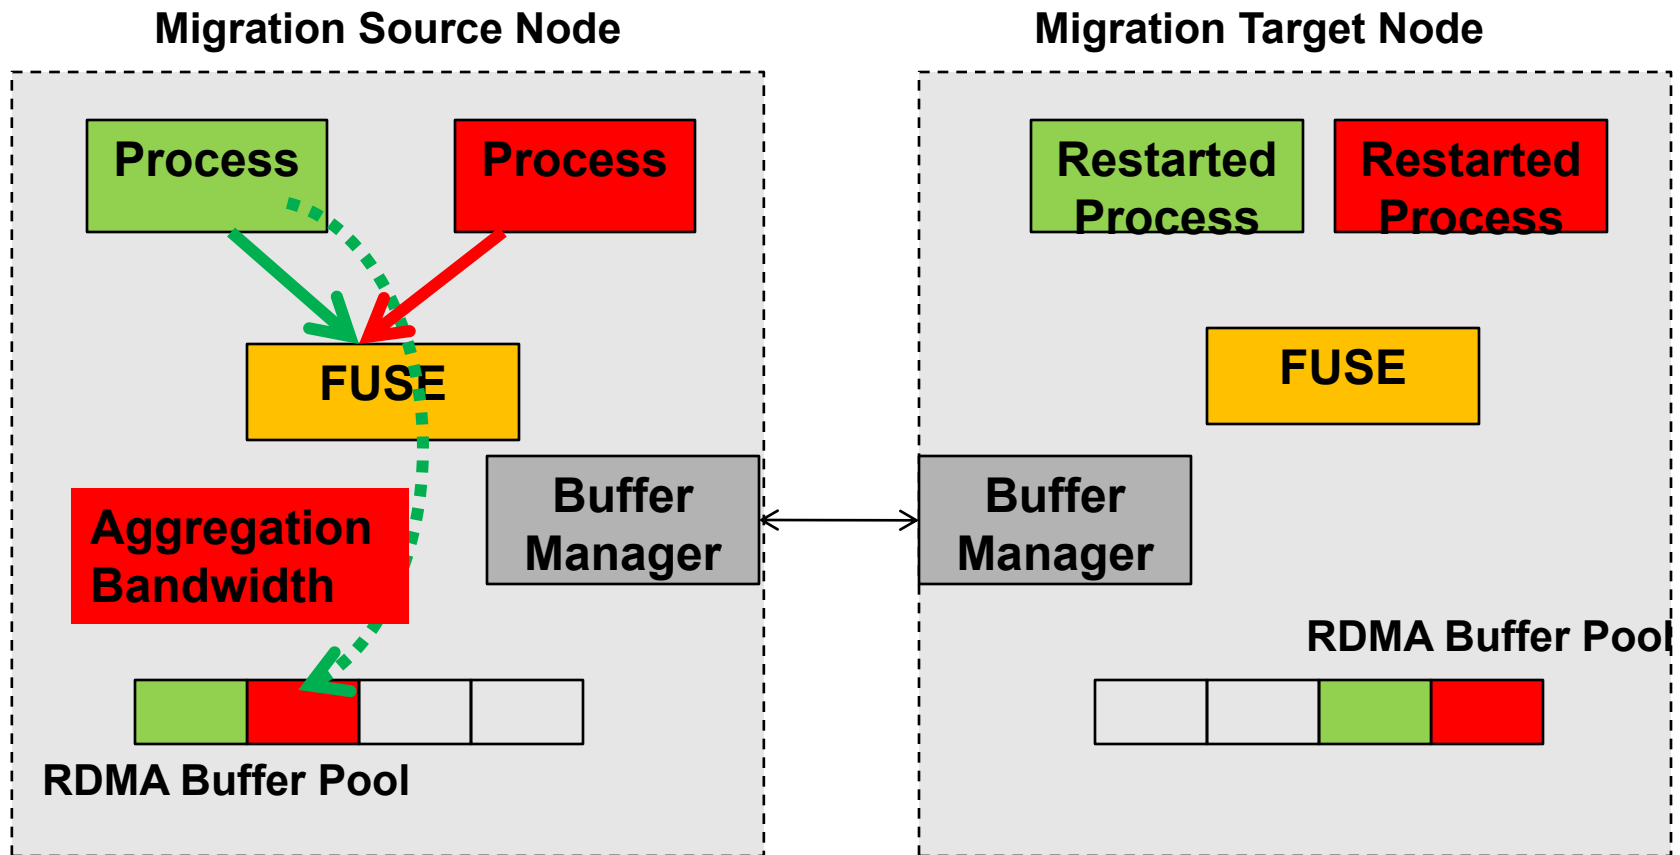 Migration Source Node
Migration Target Node
Process
Process
Restarted
Process
Restarted
Process
FUSE
FUSE
Buffer
Manager
Buffer
Manager
Aggregation
Bandwidth
RDMA Buffer Pool
RDMA Buffer Pool